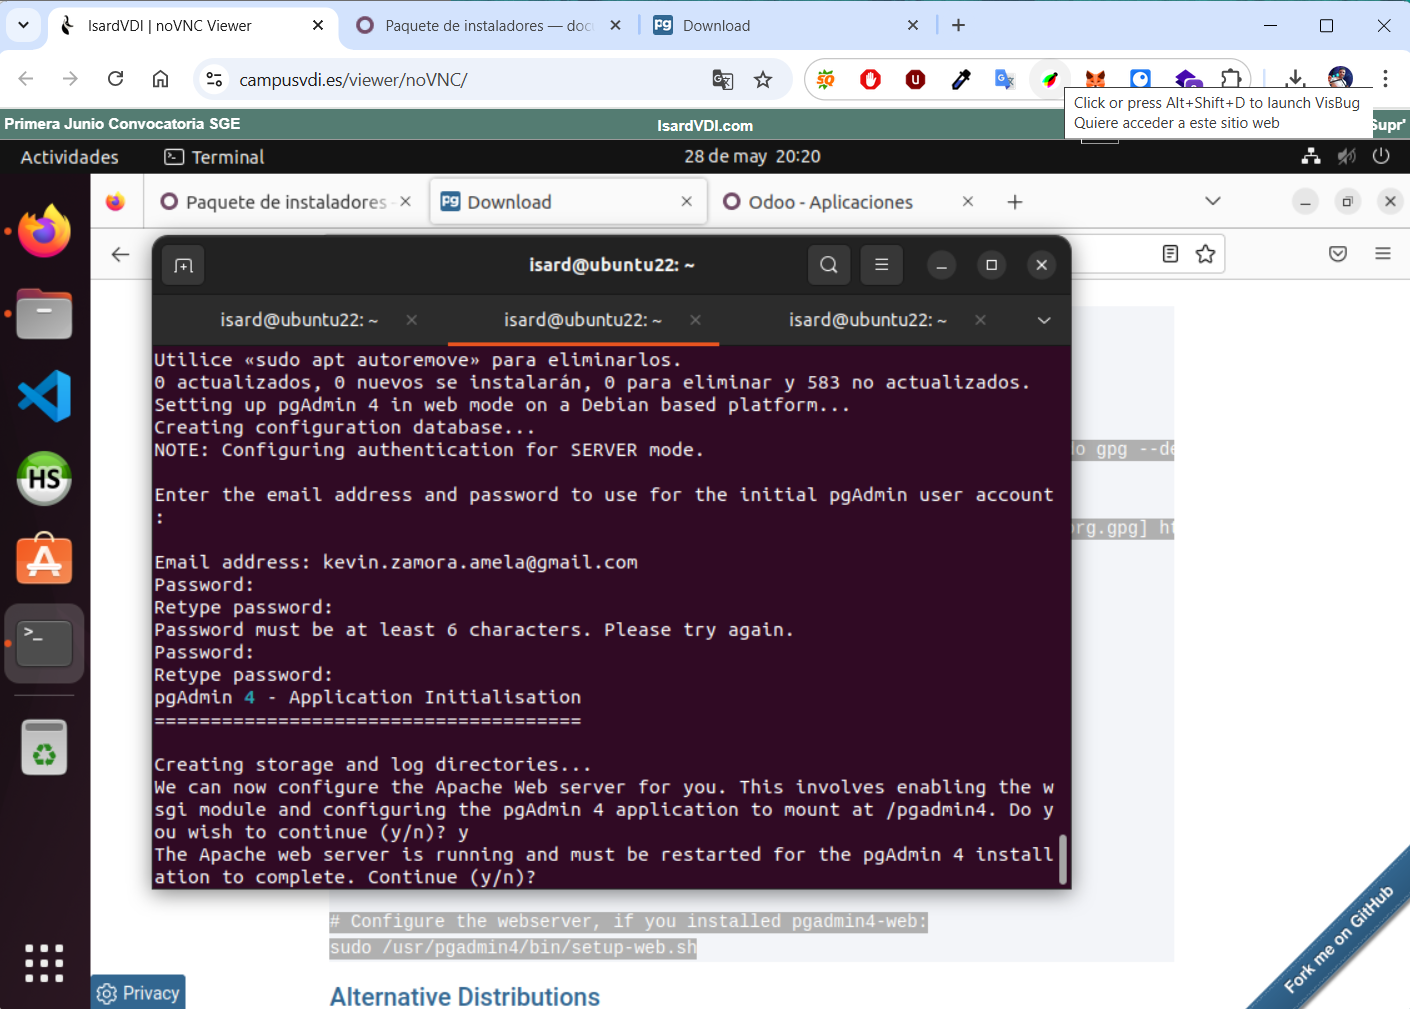 IsardVDI | noVNC Viewer
Paquete de instaladores — doc
Download
campusvdi.es/viewer/noVNC/
Click or press Alt+Shift+D to launch VisBug
Quiere acceder a este sitio web
Primera Junio Convocatoria SGE
IsardVDI.com
Supr'
Actividades
Terminal
28 de may 20:20
Paquete de instaladores
Download
Odoo - Aplicaciones
isard@ubuntu22: ~
isard@ubuntu22: ~
isard@ubuntu22: ~
isard@ubuntu22: ~
Utilice «sudo apt autoremove» para eliminarlos.
0 actualizados, 0 nuevos se instalarán, 0 para eliminar y 583 no actualizados.
Setting up pgAdmin 4 in web mode on a Debian based platform...
Creating configuration database...
NOTE: Configuring authentication for SERVER mode.
Enter the email address and password to use for the initial pgAdmin user account
:
Email address: kevin.zamora.amela@gmail.com
Password:
Retype password:
Password must be at least 6 characters. Please try again.
Password:
Retype password:
pgAdmin 4 - Application Initialisation
======================================
Creating storage and log directories...
We can now configure the Apache Web server for you. This involves enabling the w
sgi module and configuring the pgAdmin 4 application to mount at /pgadmin4. Do y
ou wish to continue (y/n)? y
The Apache web server is running and must be restarted for the pgAdmin 4 install
ation to complete. Continue (y/n)?
gpg --de
org.gpg] ht
# Configure the webserver, if you installed pgadmin4-web:
sudo /usr/pgadmin4/bin/setup-web.sh
Alternative Distributions
Privacy
Fork me on GitHub
HS